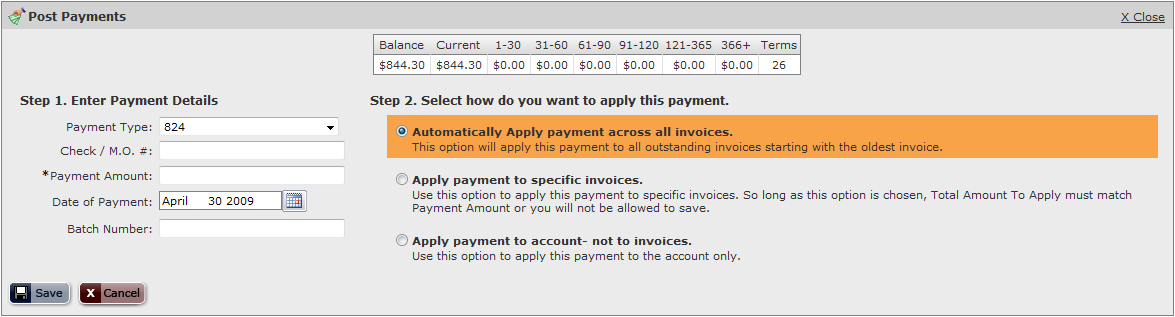 Post Payments
X Close
Balance Current 1-30 31-60 61-90 91-120 121-365 366+ Terms
$844.30 $844.30 $0.00 $0.00 $0.00 $0.00 $0.00 $0.00 26
Step 1. Enter Payment Details
Payment Type: 824
Check / M.O. #:
*Payment Amount:
Date of Payment: April 30 2009
Batch Number:
Step 2. Select how do you want to apply this payment.
Automatically Apply payment across all invoices.
This option will apply this payment to all outstanding invoices starting with the oldest invoice.
Apply payment to specific invoices.
Use this option to apply this payment to specific invoices. So long as this option is chosen, Total Amount To Apply must match
Payment Amount or you will not be allowed to save.
Apply payment to account- not to invoices.
Use this option to apply this payment to the account only.
Save
X Cancel